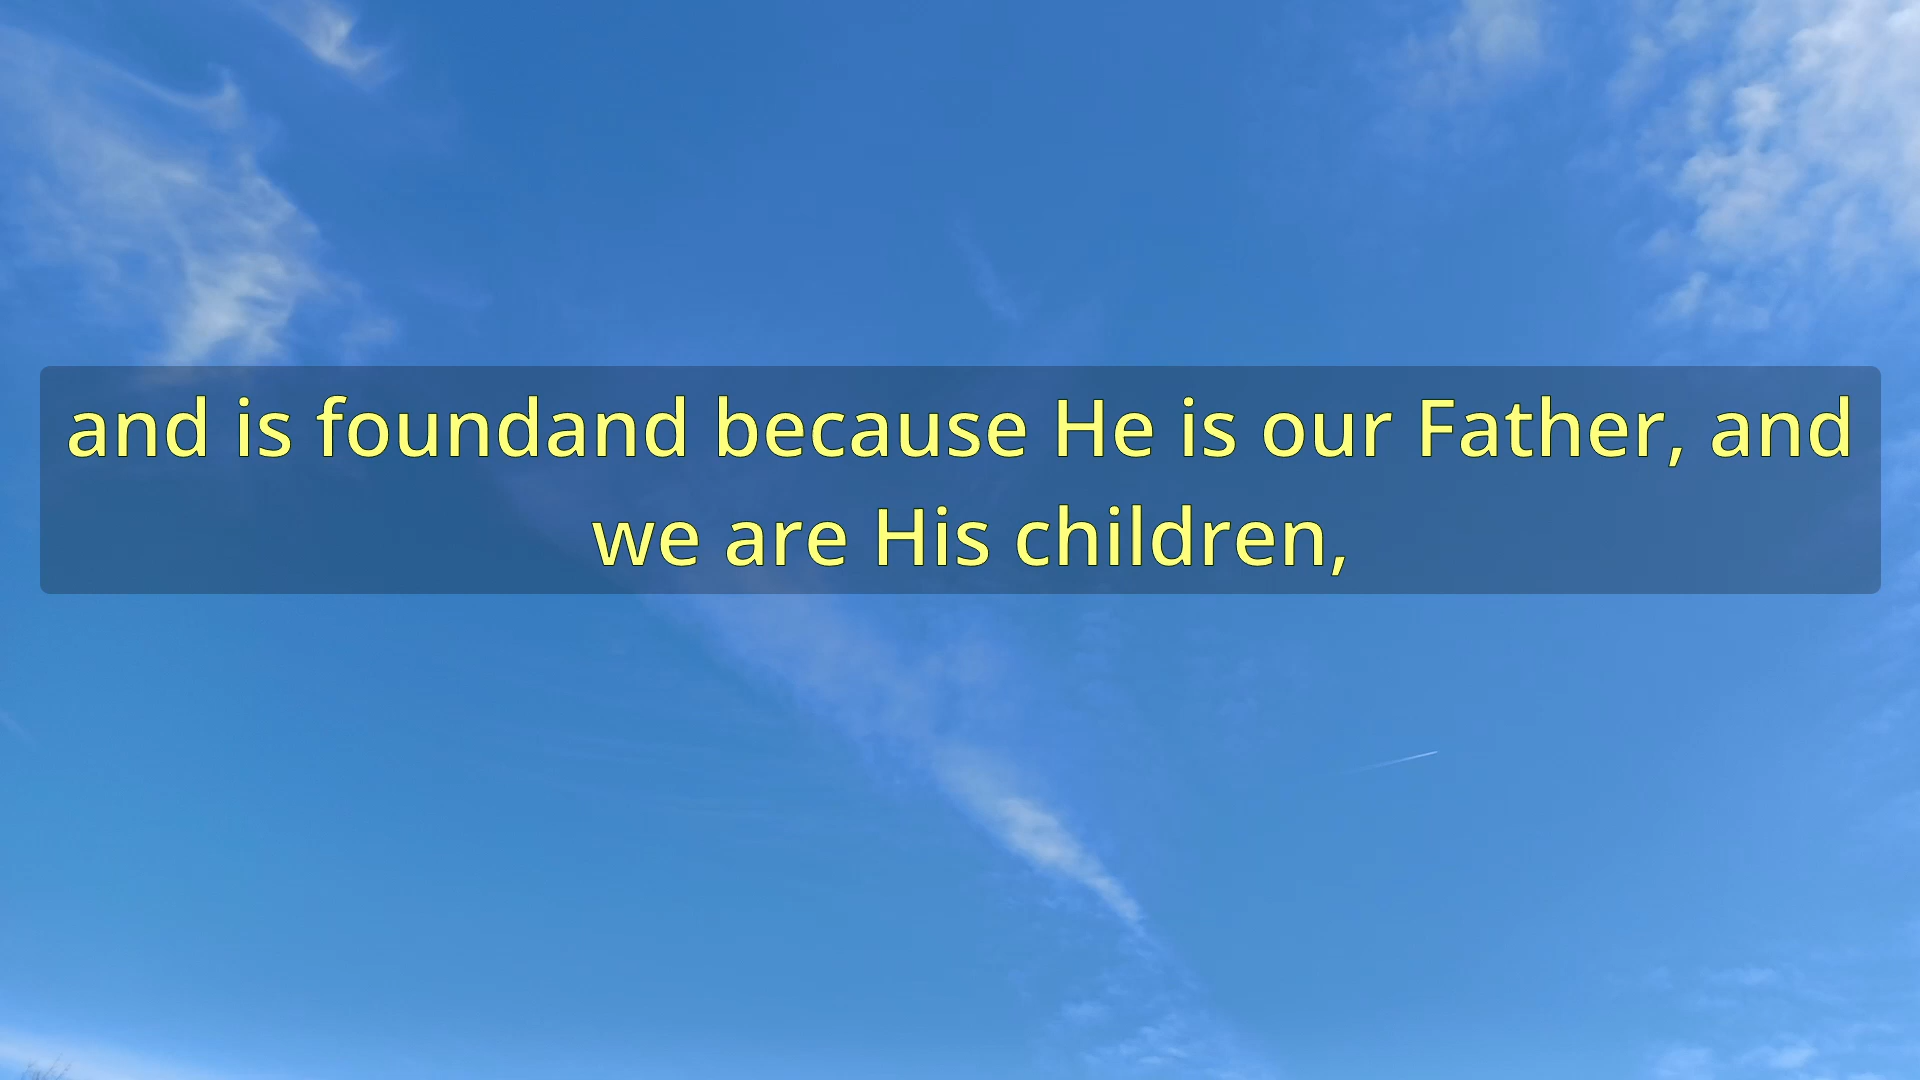 and is foundand because He is our Father, and
we are His children,